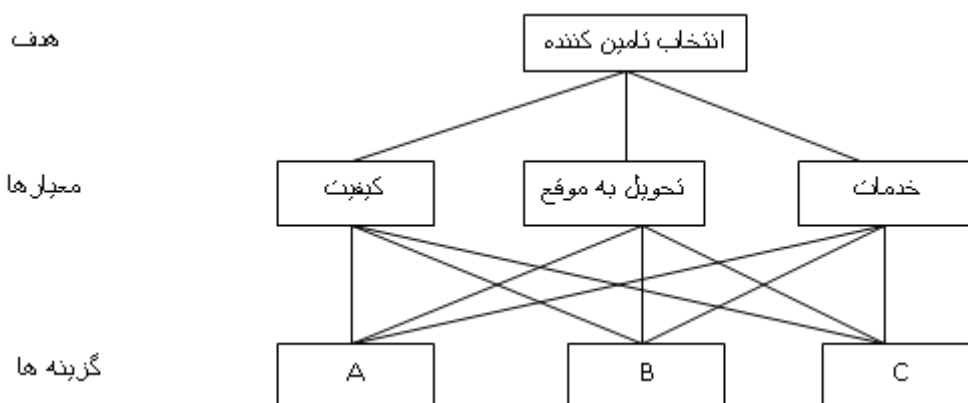 هدف
انتخاب تامین کننده
معیارها
خدمات
تحویل به موقع
کیفیت
گزینه ها
A
B
C